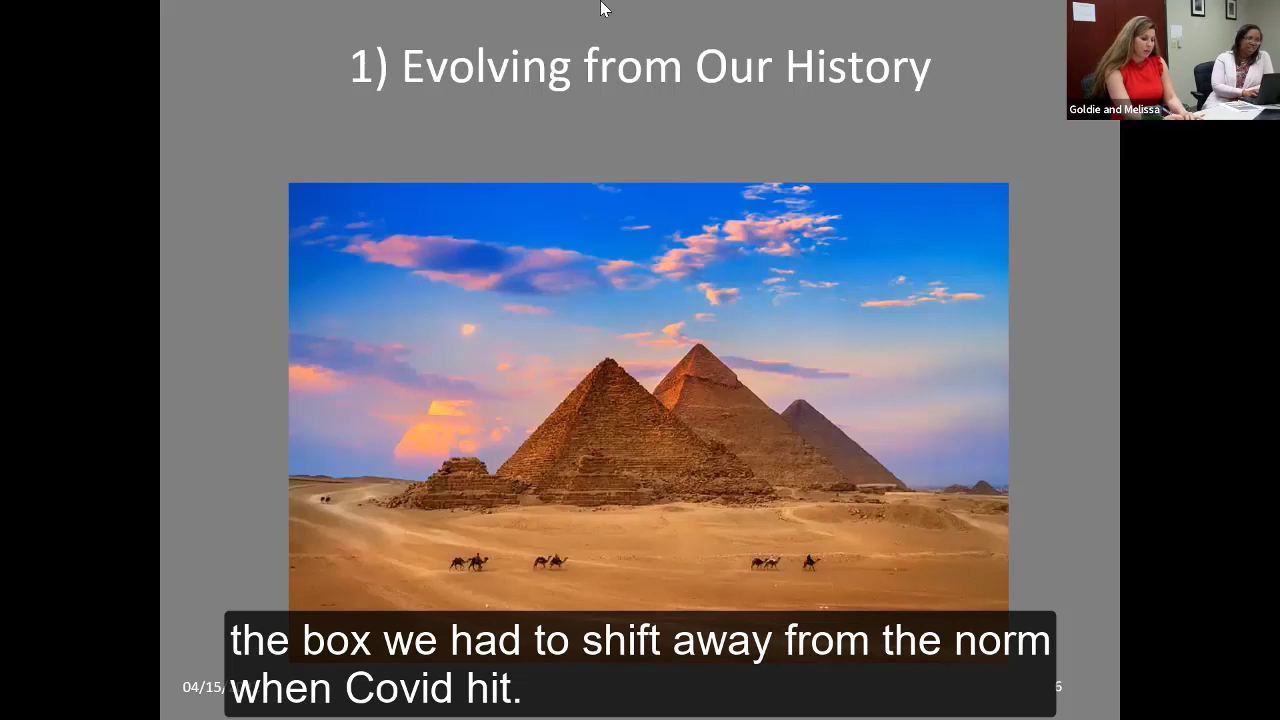 1) Evolving from Our History
Goldie and Melissa
the box we had to shift away from the norm
when Covid hit.
04/15/
6